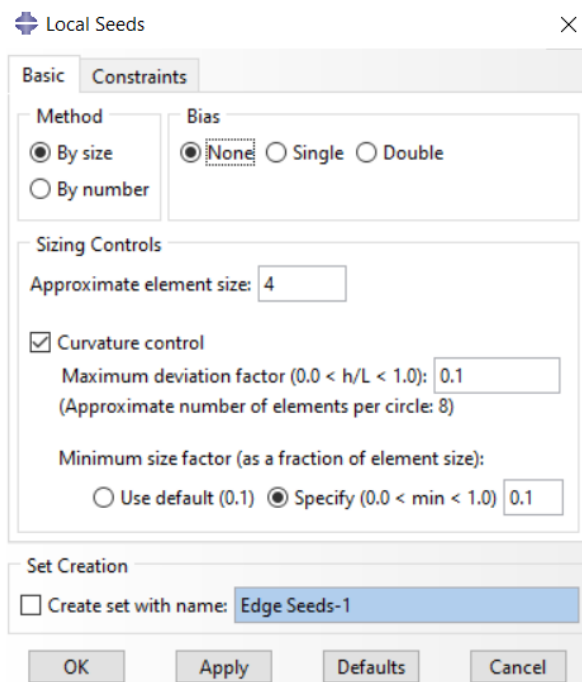 Local Seeds
Basic Constraints
Method
By size
By number
Bias
None Single Double
Sizing Controls
Approximate element size: 4
Curvature control
Maximum deviation factor (0.0 < h/L < 1.0): 0.1
(Approximate number of elements per circle: 8)
Minimum size factor (as a fraction of element size):
Use default (0.1) Specify (0.0 < min < 1.0) 0.1
Set Creation
Create set with name: Edge Seeds-1
OK Apply Defaults Cancel